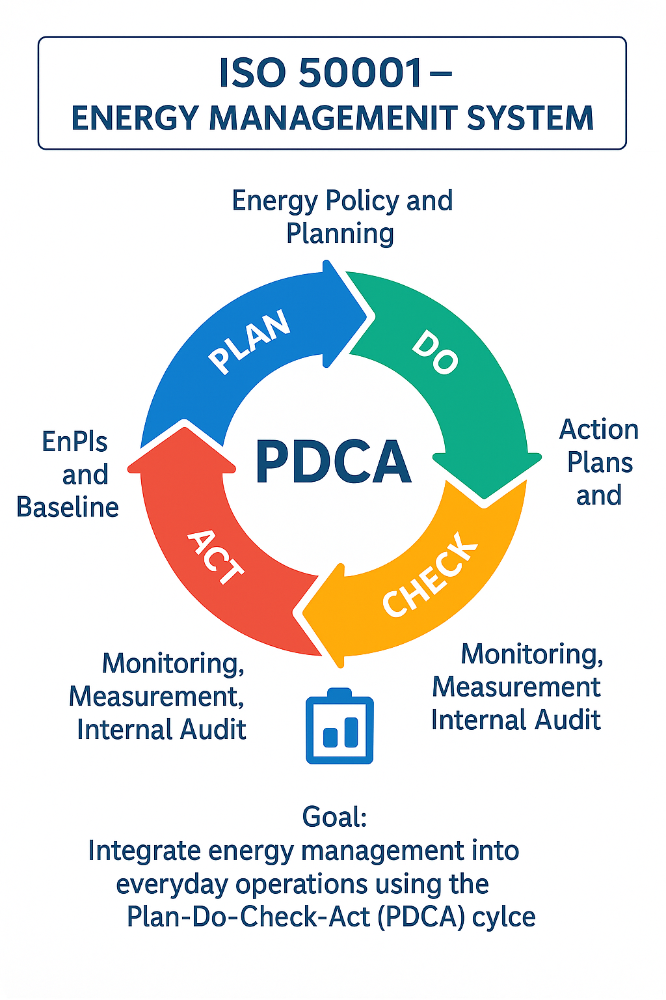 ISO 50001–
ENERGY MANAGEMENIT SYSTEM
Energy Policy and
Planning
PLAN
DO
EnPIs
and
Baseline
PDCA
Action
Plans
and
ACT
CHECK
Monitoring,
Measurement,
Internal Audit
Monitoring,
Measurement
Internal Audit
Goal:
Integrate energy management into
everyday operations using the
Plan-Do-Check-Act (PDCA) cylce